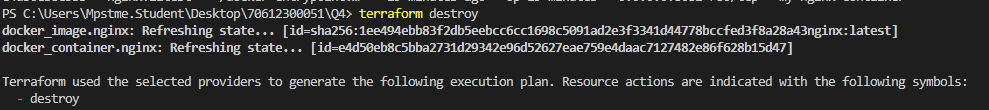 PS C:\Users\Mpstme.Student\Desktop\70612300051\Q4> terraform destroy
docker_image.nginx: Refreshing state... [id=sha256:1ee494ebb83f2db5eebcc6cc1698c5091ad2e3f3341d44778bccfed3f8a28a43nginx:latest]
docker_container.nginx: Refreshing state... [id=e4d50eb8c5bba2731d29342e96d52627eae759e4daac7127482e86f628b15d47]
Terraform used the selected providers to generate the following execution plan. Resource actions are indicated with the following symbols:
- destroy